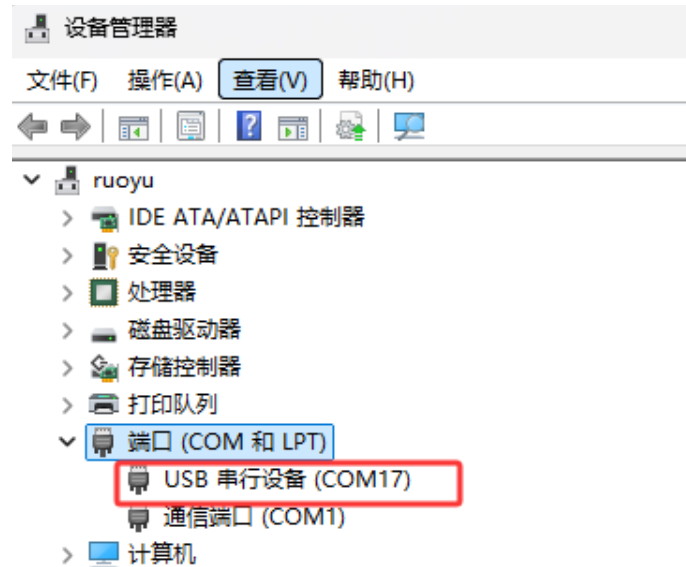 设备管理器
文件(F) 操作(A) 查看(V) 帮助(H)
ruoyu
IDE ATA/ATAPI 控制器
安全设备
处理器
磁盘驱动器
存储控制器
打印队列
端口 (COM 和 LPT)
USB 串行设备 (COM17)
通信端口 (COM1)
计算机